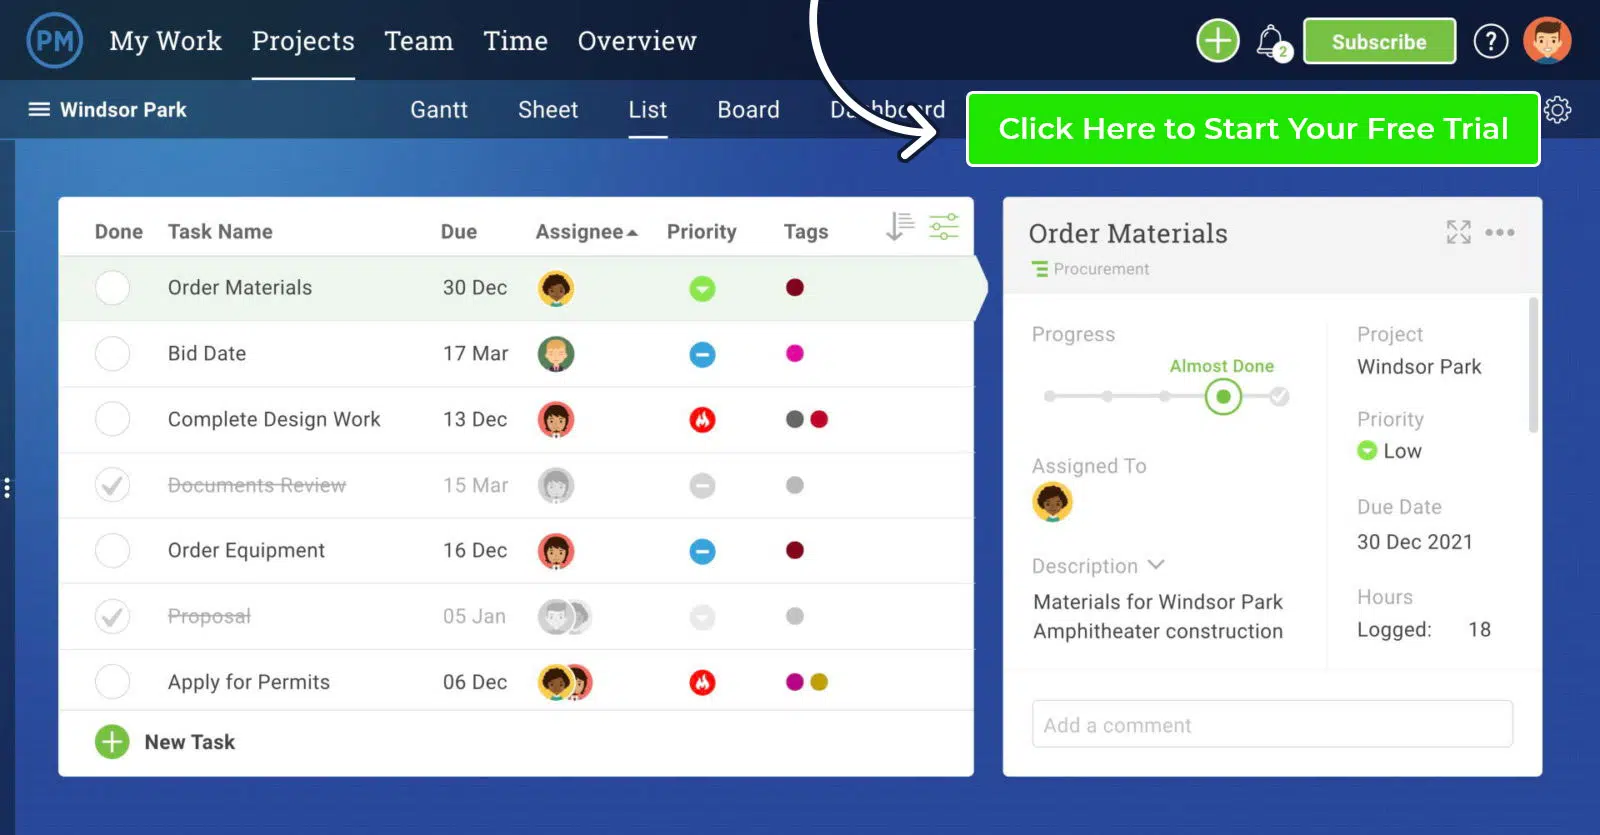 PM My Work Projects Team Time Overview 2 Subscribe ?
Windsor Park Gantt Sheet List Board Dashboard
Click Here to Start Your Free Trial
Done Task Name Due Assignee Priority Tags
Order Materials 30 Dec
Bid Date 17 Mar
Complete Design Work 13 Dec
Documents Review 15 Mar
Order Equipment 16 Dec
Proposal 05 Jan
Apply for Permits 06 Dec
New Task
Order Materials
Procurement
Progress
Almost Done
Assigned To
Description
Materials for Windsor Park
Amphitheater construction
Project
Windsor Park
Priority
Low
Due Date
30 Dec 2021
Hours
Logged: 18
Add a comment